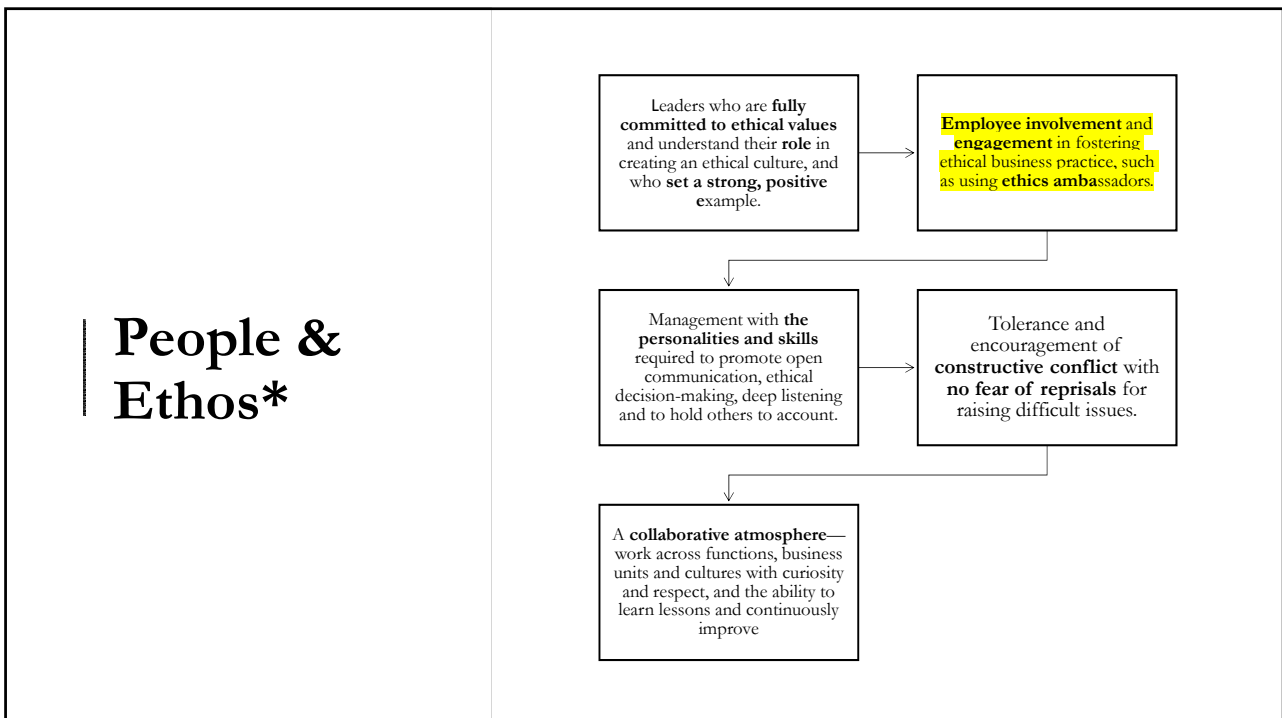 People &
Ethos*
Leaders who are fully
committed to ethical values
and understand their role in
creating an ethical culture, and
who set a strong, positive
example.
Employee involvement and
engagement in fostering
ethical business practice, such
as using ethics ambassadors.
Management with the
personalities and skills
required to promote open
communication, ethical
decision-making, deep listening
and to hold others to account.
Tolerance and
encouragement of
constructive conflict with
no fear of reprisals for
raising difficult issues.
A collaborative atmosphere—
work across functions, business
units and cultures with curiosity
and respect, and the ability to
learn lessons and continuously
improve